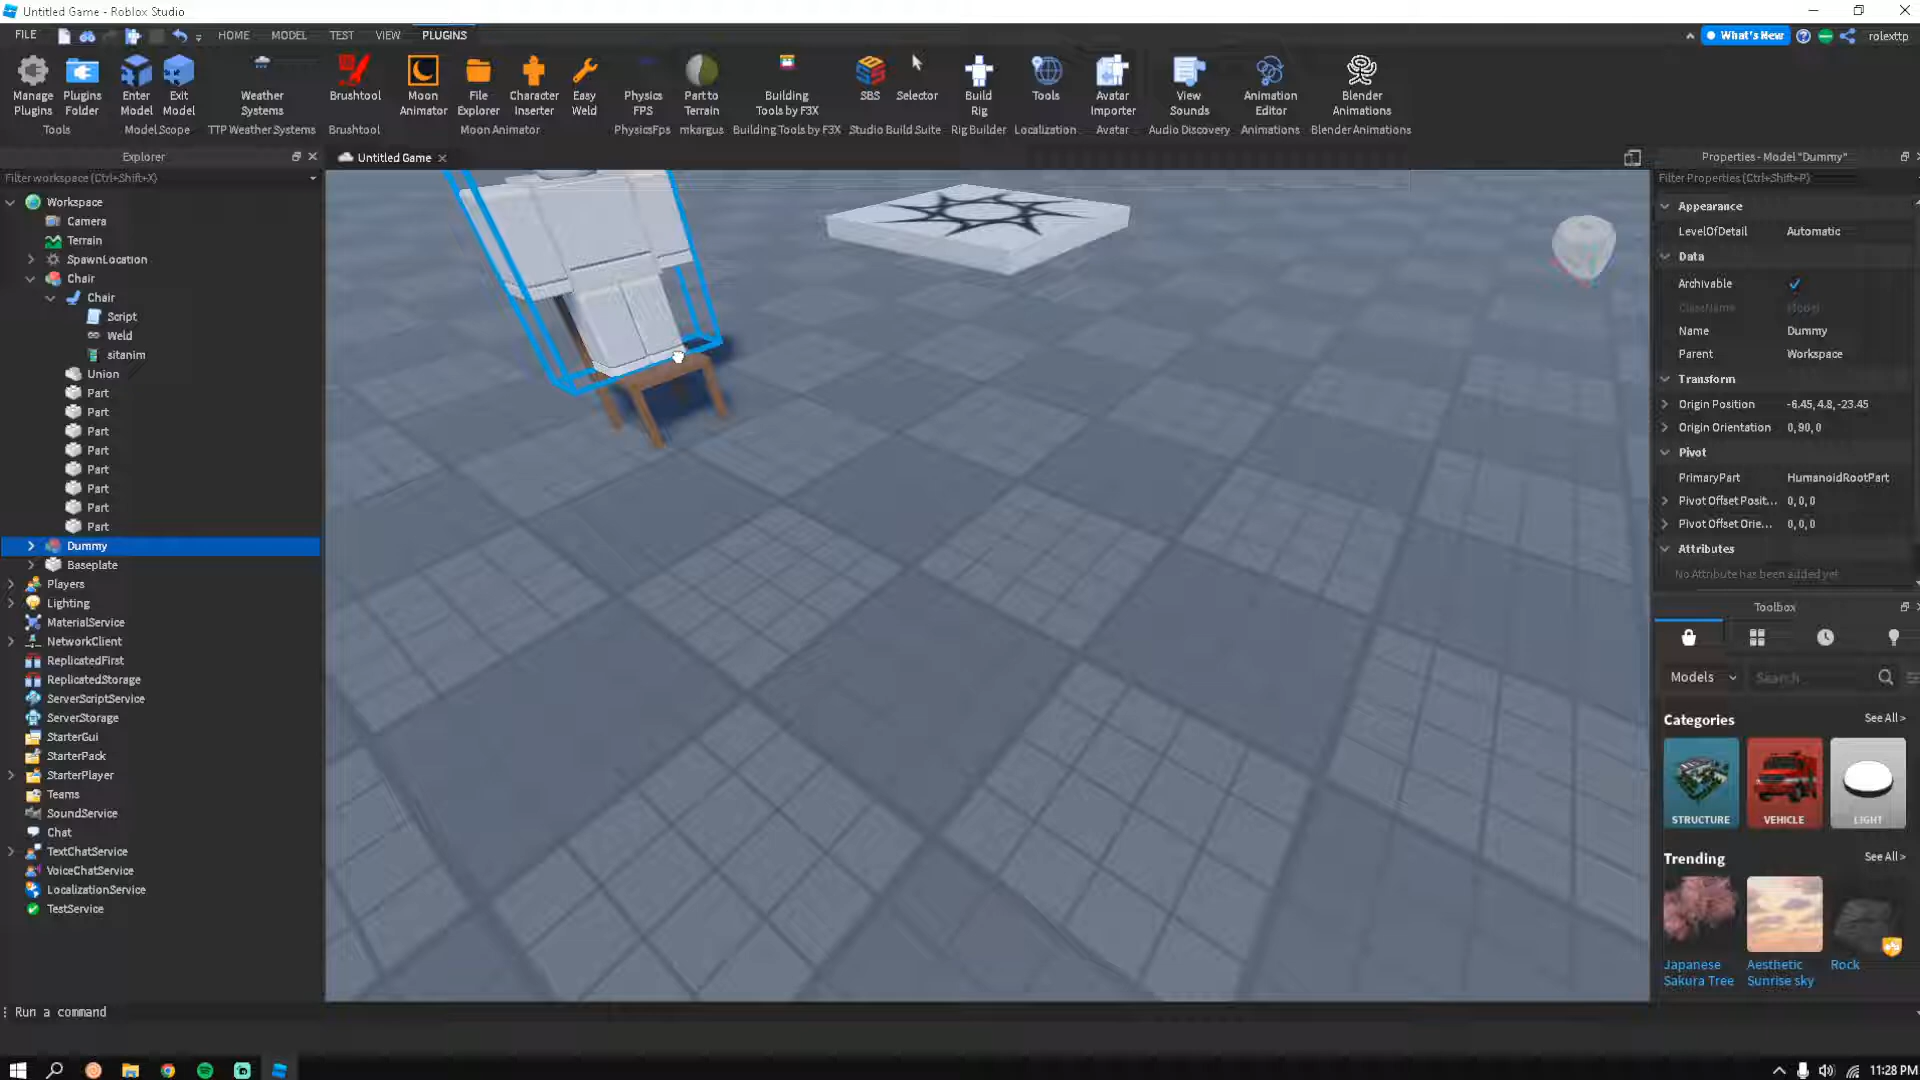 Untitled Game - Roblox Studio
FILE HOME MODEL TEST VIEW PLUGINS What's New rolexttp
Manage Plugins
Plugins Folder
Enter Model
Exit Model
Weather Systems
Brushtool
Moon Animator
File Explorer
Character Inserter
Easy Weld
Physics FPS
Part to Terrain
Building Tools by F3X
SBS
Selector
Build Rig
Tools
Avatar Importer
View Sounds
Animation Editor
Blender Animations
Tools Model Scope TTP Weather Systems Brushtool Moon Animator PhysicsFps mkargus Building Tools by F3X Studio Build Suite Rig Builder Localization Avatar Audio Discovery Animations Blender Animations
Explorer
Filter workspace (Ctrl+Shift+X)
Workspace
Camera
Terrain
SpawnLocation
Chair
Chair
Script
Weld
sitanim
Union
Part
Part
Part
Part
Part
Part
Part
Part
Dummy
Baseplate
Players
Lighting
MaterialService
NetworkClient
ReplicatedFirst
ReplicatedStorage
ServerScriptService
ServerStorage
StarterGui
StarterPack
StarterPlayer
Teams
SoundService
Chat
TextChatService
VoiceChatService
LocalizationService
TestService
Untitled Game
Properties - Model "Dummy"
Filter Properties (Ctrl+Shift+P)
Appearance
LevelOfDetail Automatic
Data
Archivable
ClassName Model
Name Dummy
Parent Workspace
Transform
Origin Position -6.45, 4.8, -23.45
Origin Orientation 0, 90, 0
Pivot
PrimaryPart HumanoidRootPart
Pivot Offset Posit... 0, 0, 0
Pivot Offset Orie... 0, 0, 0
Attributes
No Attribute has been added yet
Toolbox
Models Search...
Categories See All >
STRUCTURE VEHICLE LIGHT
Trending See All >
Japanese Sakura Tree
Aesthetic Sunrise sky
Rock
Run a command
11:28 PM